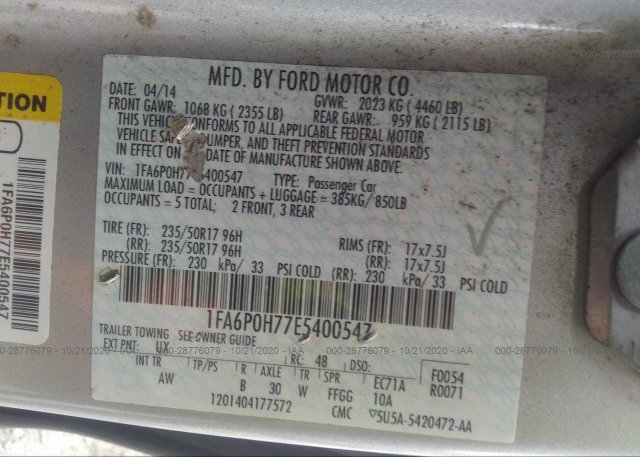 MFD. BY FORD MOTOR CO.
DATE: 04/14 GVWR: 2023 KG ( 4460 LB)
FRONT GAWR: 1068 KG ( 2355 LB) REAR GAWR: 959 KG ( 2115 LB)
THIS VEHICLE CONFORMS TO ALL APPLICABLE FEDERAL MOTOR
VEHICLE SAFETY BUMPER, AND THEFT PREVENTION STANDARDS
IN EFFECT ON DATE OF MANUFACTURE SHOWN ABOVE.
VIN: 1FA6P0H77E5400547 TYPE: Passenger Car
MAXIMUM LOAD = OCCUPANTS + LUGGAGE = 385KG/ 850LB
OCCUPANTS = 5 TOTAL; 2 FRONT, 3 REAR
TIRE (FR): 235/50R17 96H RIMS (FR): 17x7.5J
(RR): 235/50R17 96H (RR): 17x7.5J
PRESSURE (FR): 230 kPa/ 33 PSI COLD (RR): 230 kPa/ 33 PSI COLD
1FA6P0H77E5400547
TRAILER TOWING SEE OWNER GUIDE
EXT PNT: UX RC: 48 DSO: F0054
INT TR TP/PS R AXLE TR SPR EC71A R0071
AW B 30 W FFGG 10A
1201404177572 CMC 5U5A-5420472-AA
TION
1FA6P0H77E5400547
000-28776079 - 10/21/2020 - IAA
000-28776079 - 10/21/2020 - IAA
000-28776079 - 10/21/2020 - IAA
000-28776079 - 10/21/2020 - IAA